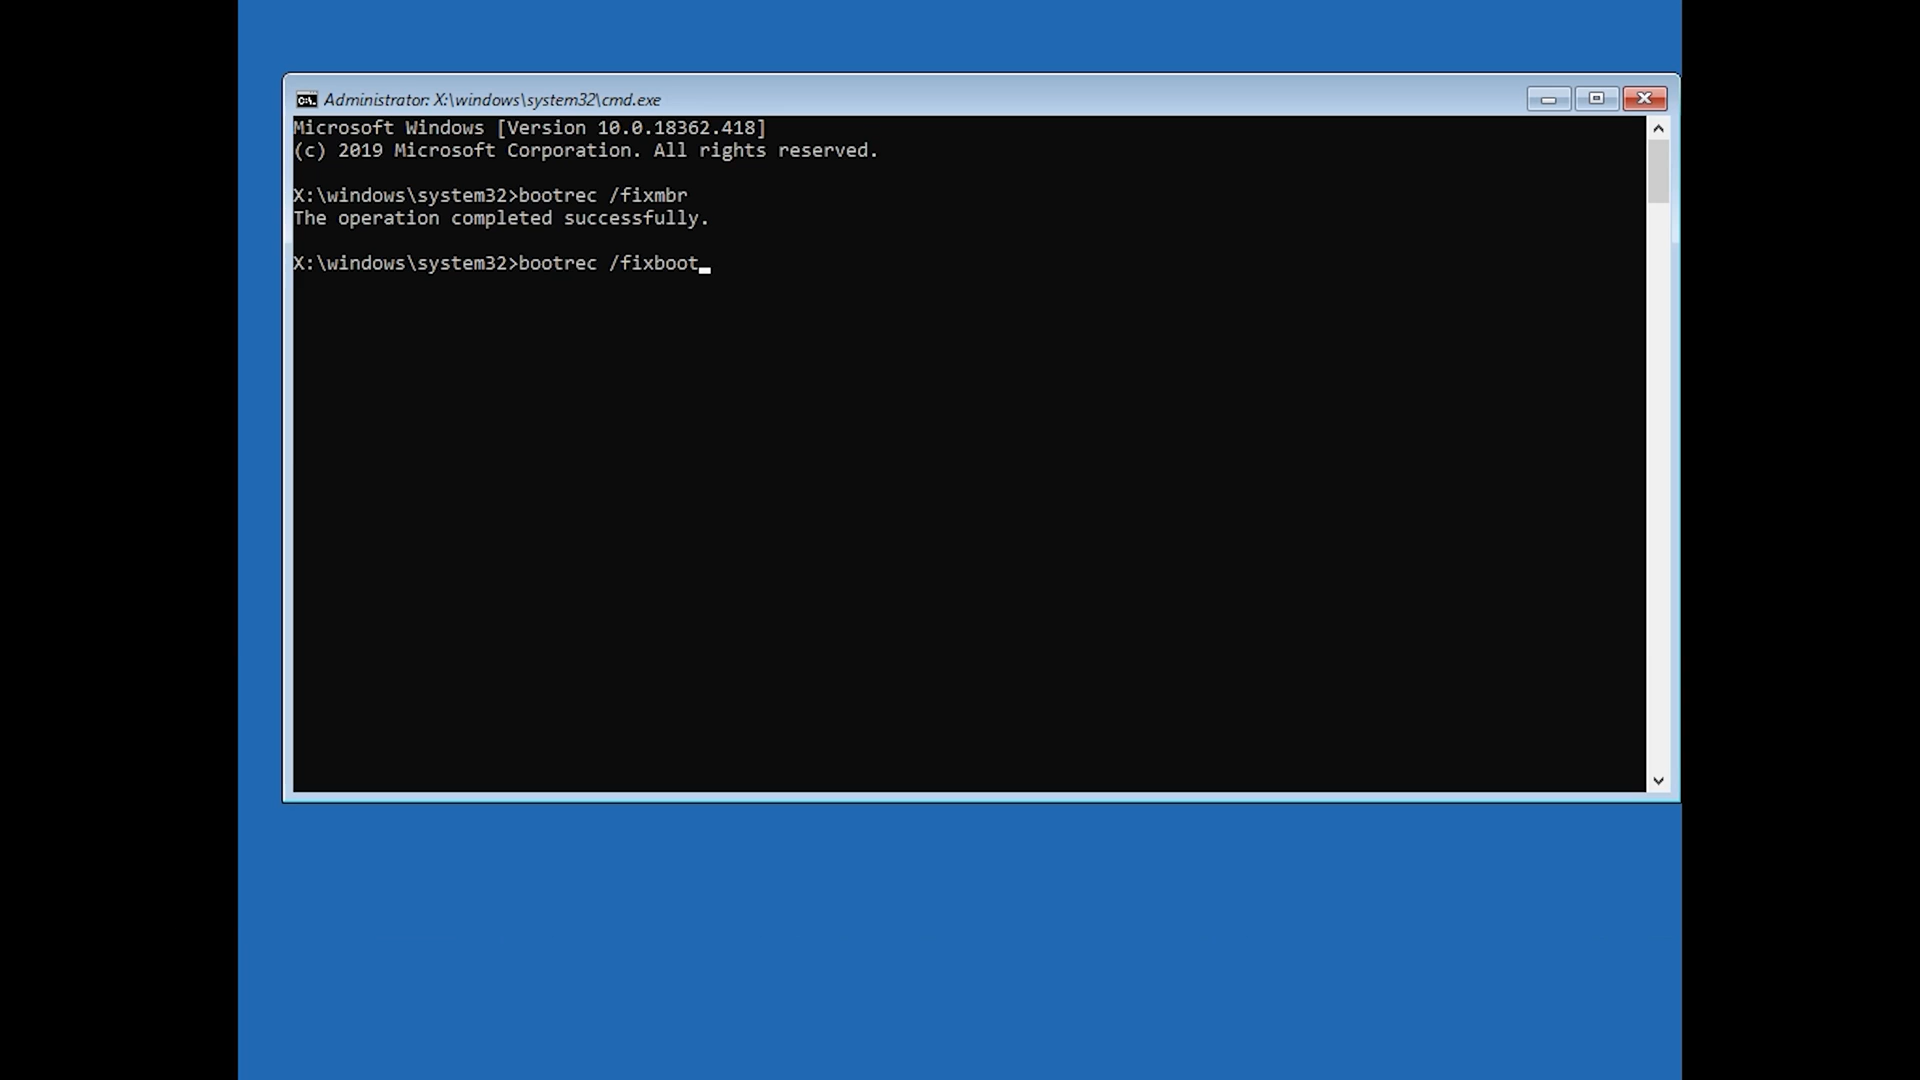 Administrator: X:\windows\system32\cmd.exe
Microsoft Windows [Version 10.0.18362.418]
(c) 2019 Microsoft Corporation. All rights reserved.
X:\windows\system32>bootrec /fixmbr
The operation completed successfully.
X:\windows\system32>bootrec /fixboot